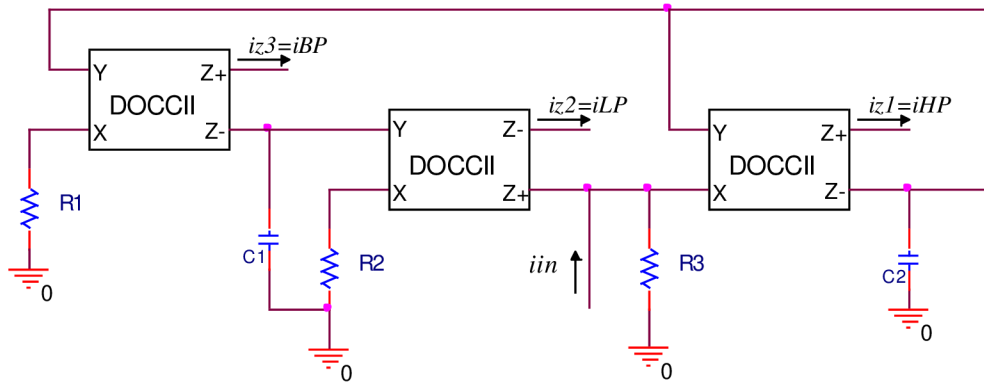 iz3=iBP
Y
Z+
DOCCII
X
Z-
R1
0
iz2=iLP
Y
Z-
DOCCII
X
Z+
C1
R2
0
iin
R3
0
iz1=iHP
Y
Z+
DOCCII
X
Z-
C2
0